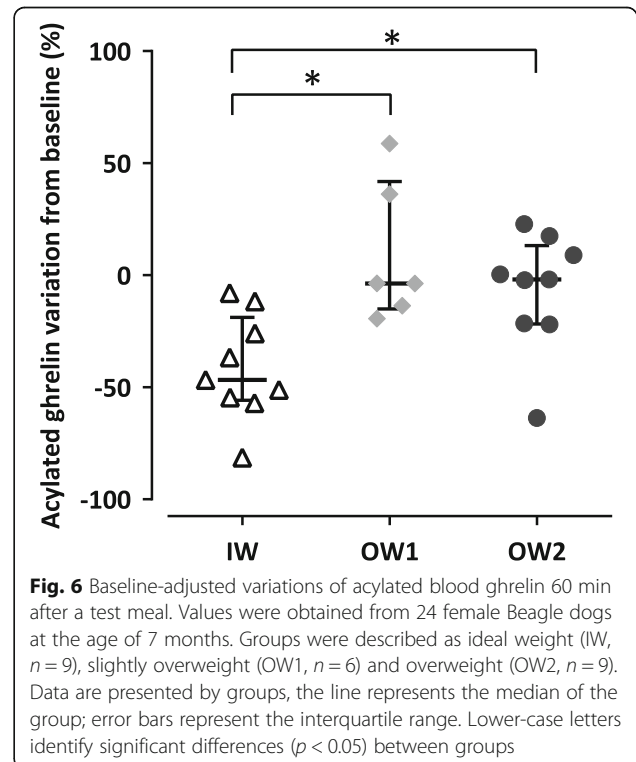 Acylated ghrelin variation from baseline (%)
100
50
0
-50
-100
*
*
IW OW1 OW2
Fig. 6 Baseline-adjusted variations of acylated blood ghrelin 60 min
after a test meal. Values were obtained from 24 female Beagle dogs
at the age of 7 months. Groups were described as ideal weight (IW,
n = 9), slightly overweight (OW1, n = 6) and overweight (OW2, n = 9).
Data are presented by groups, the line represents the median of the
group; error bars represent the interquartile range. Lower-case letters
identify significant differences (p < 0.05) between groups